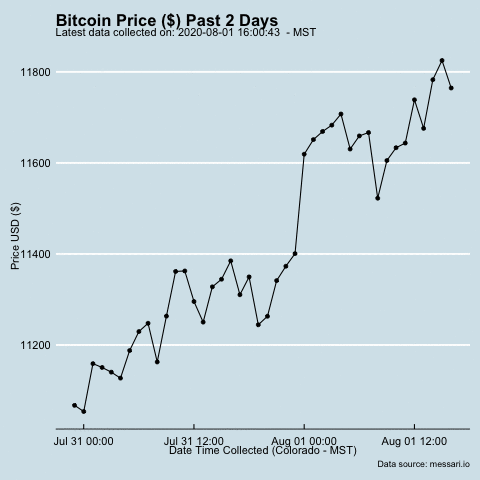 Bitcoin Price ($) Past 2 Days
Latest data collected on: 2020-08-01 16:00:43  - MST
11800
11600
11400
11200
Price USD ($)
Jul 31 00:00 Jul 31 12:00 Aug 01 00:00 Aug 01 12:00
Date Time Collected (Colorado - MST)
Data source: messari.io